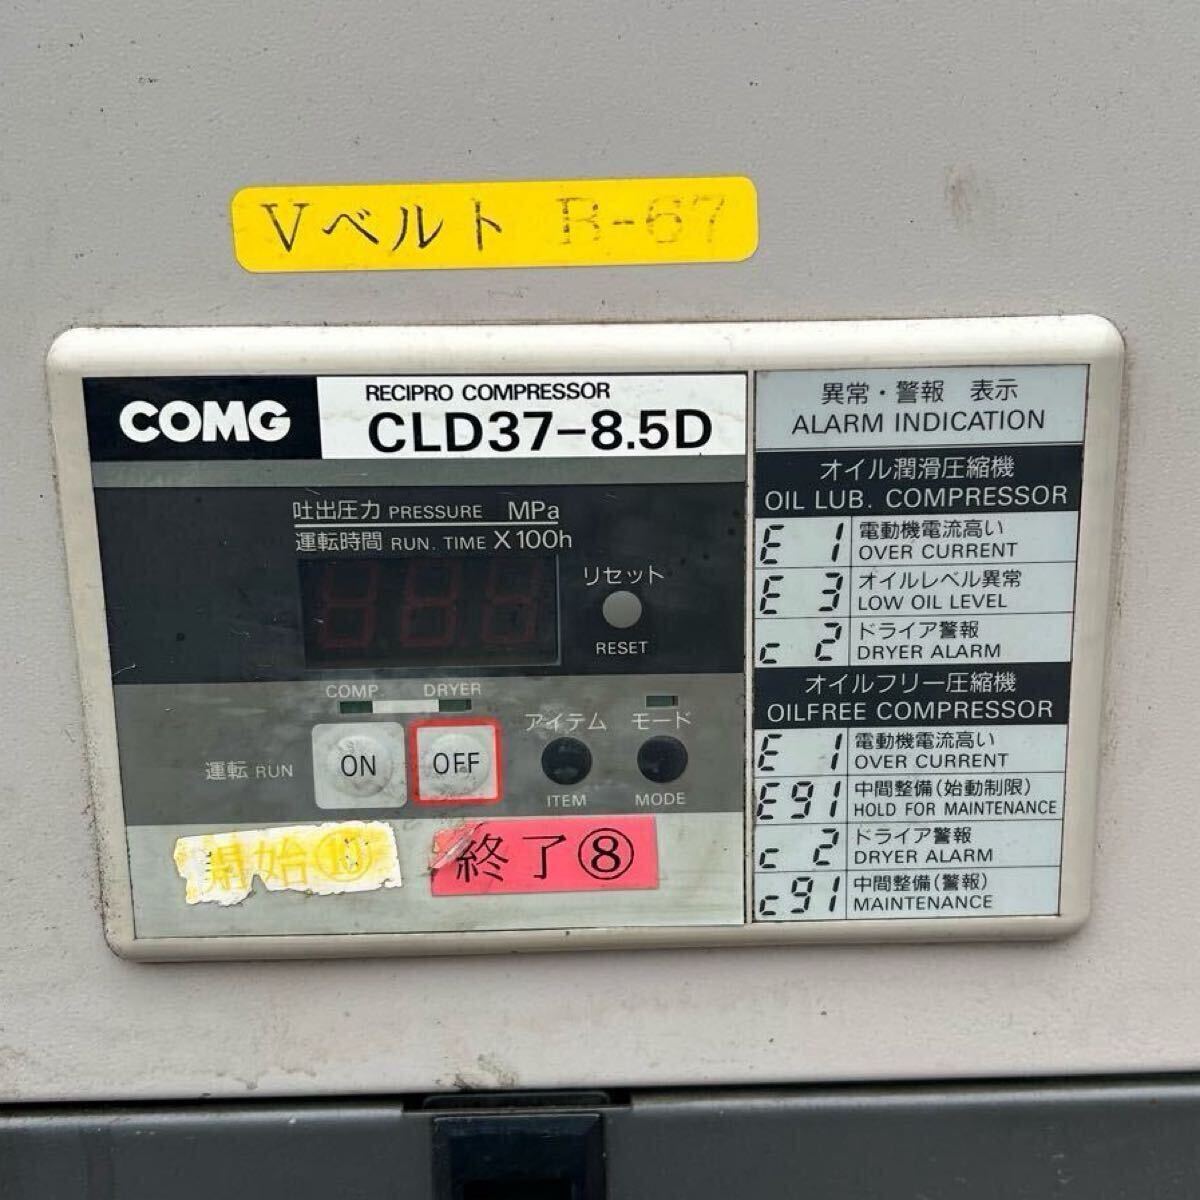 Vベルト B-67
COMG
RECIPRO COMPRESSOR
CLD37-8.5D
吐出圧力 PRESSURE MPa
運転時間 RUN. TIME X100h
リセット
RESET
COMP. DRYER
アイテム モード
運転 RUN ON OFF
ITEM MODE
開始⑩ 終了⑧
異常・警報 表示
ALARM INDICATION
オイル潤滑圧縮機
OIL LUB. COMPRESSOR
E 1 電動機電流高い
OVER CURRENT
E 3 オイルレベル異常
LOW OIL LEVEL
c 2 ドライア警報
DRYER ALARM
オイルフリー圧縮機
OILFREE COMPRESSOR
E 1 電動機電流高い
OVER CURRENT
E91 中間整備(始動制限)
HOLD FOR MAINTENANCE
c 2 ドライア警報
DRYER ALARM
c91 中間整備(警報)
MAINTENANCE